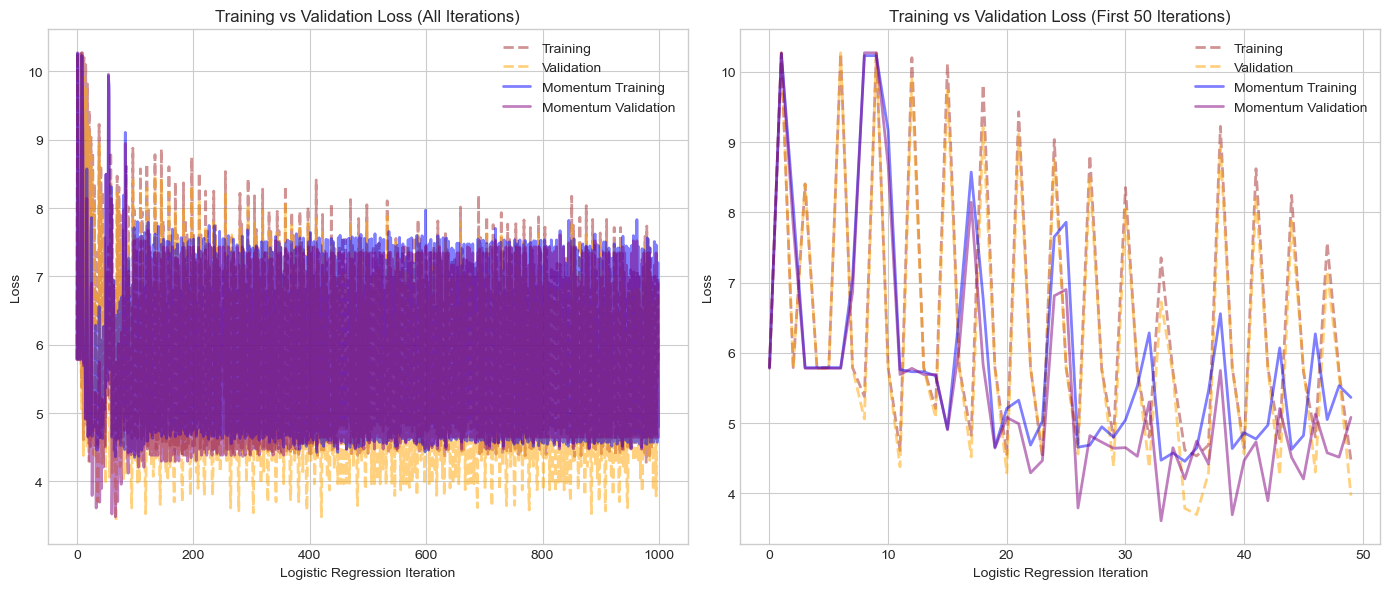 Training vs Validation Loss (All Iterations)
Training
Validation
Momentum Training
Momentum Validation
10
9
8
7
6
5
4
Loss
0
200
400
600
800
1000
Logistic Regression Iteration
Training vs Validation Loss (First 50 Iterations)
Training
Validation
Momentum Training
Momentum Validation
10
9
8
7
6
5
4
Loss
0
10
20
30
40
50
Logistic Regression Iteration